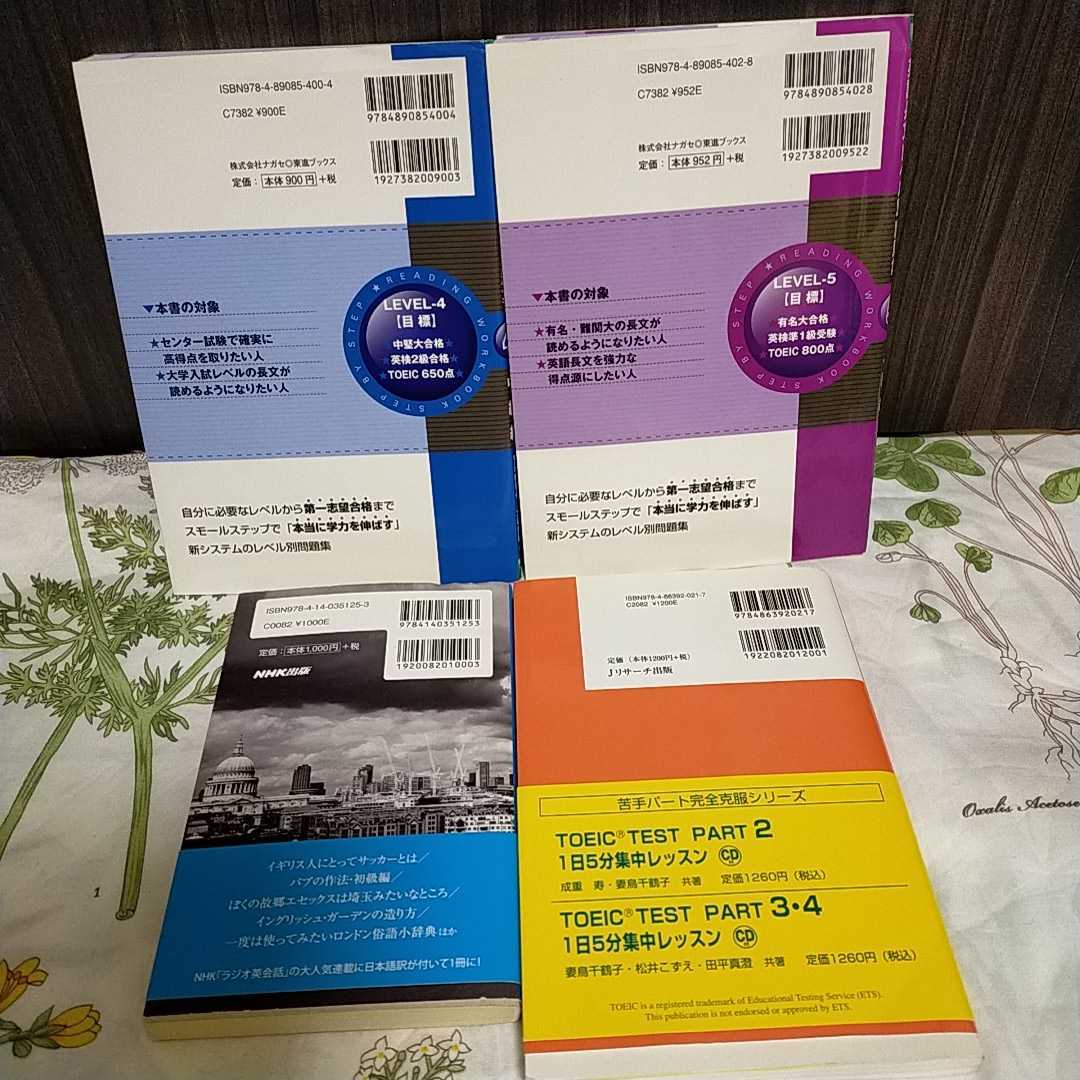 ISBN978-4-89085-400-4
C7382 ¥900E
9784890854004
株式会社ナガセ◎東進ブックス
定価： 本体 900 円 +税
1927382009003
▼本書の対象
★センター試験で確実に
高得点を取りたい人
★大学入試レベルの長文が
読めるようになりたい人
★READING WORKBOOK STEP BY STEP
LEVEL-4
【目標】
中堅大合格★
★英検2級合格★
★TOEIC 650点★
自分に必要なレベルから第一志望合格まで
スモールステップで「本当に学力を伸ばす」
新システムのレベル別問題集
ISBN978-4-89085-402-8
C7382 ¥952E
9784890854028
株式会社ナガセ◎東進ブックス
定価： 本体 952 円 +税
1927382009522
▼本書の対象
★有名・難関大の長文が
読めるようになりたい人
★英語長文を強力な
得点源にしたい人
★READING WORKBOOK STEP BY STEP
LEVEL-5
【目標】
有名大合格★
英検準1級受験★
★TOEIC 800点★
自分に必要なレベルから第一志望合格まで
スモールステップで「本当に学力を伸ばす」
新システムのレベル別問題集
ISBN978-4-14-035125-3
C0082 ¥1000E
9784140351253
定価： 本体1,000円 +税
1920082010003
NHK出版
イギリス人にとってサッカーとは／
パブの作法・初級編／
ぼくの故郷エセックスは埼玉みたいなところ／
イングリッシュ・ガーデンの造り方／
一度は使ってみたいロンドン俗語小辞典 ほか
NHK「ラジオ英会話」の大人気連載に日本語訳が付いて1冊に！
ISBN978-4-86392-021-7
C2082 ¥1200E
9784863920217
定価（本体1200円+税）
Jリサーチ出版
1922082012001
苦手パート完全克服シリーズ
TOEIC® TEST PART 2
1日5分集中レッスン CD付
成重 寿・妻鳥千鶴子 共著 定価1260円（税込）
TOEIC® TEST PART 3・4
1日5分集中レッスン CD付
妻鳥千鶴子・松井こずえ・田平真澄 共著 定価1260円（税込）
TOEIC is a registered trademark of Educational Testing Service (ETS).
This publication is not endorsed or approved by ETS.
Oxalis Acetose
1